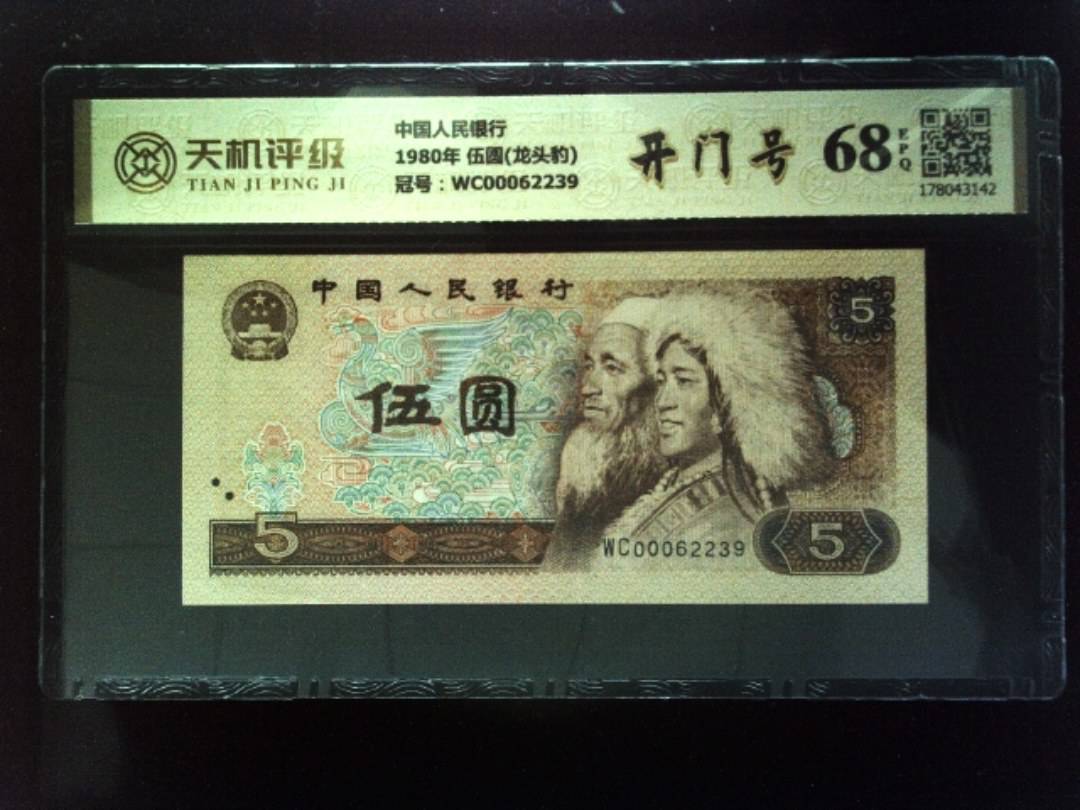 天机评级
TIAN JI PING JI
中国人民银行
1980年 伍圆(龙头豹)
冠号：WC00062239
开门号
68
EPQ
178043142
中国人民银行
5
伍圆
5
WC00062239
5